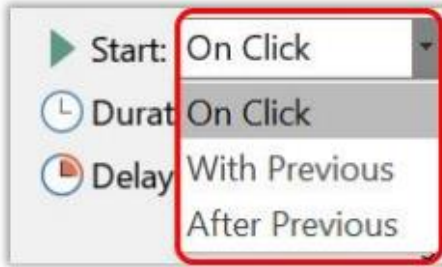 Start: On Click
Durat On Click
Delay With Previous
After Previous